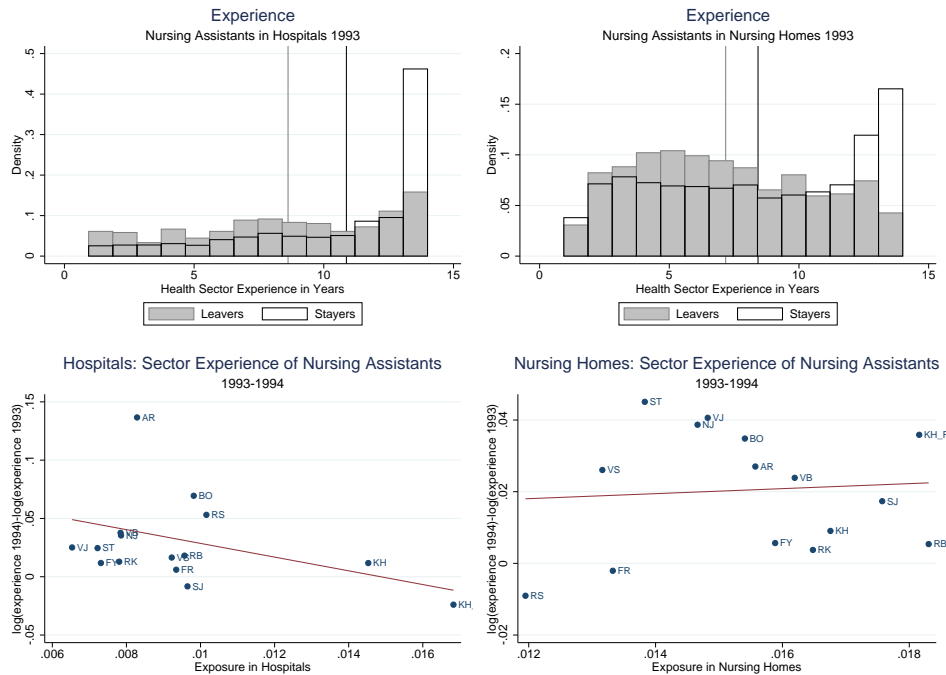 Experience
Nursing Assistants in Hospitals 1993
Density
.5
.4
.3
.2
.1
0
0 5 10 15
Health Sector Experience in Years
Leavers Stayers
Experience
Nursing Assistants in Nursing Homes 1993
Density
.2
.15
.1
.05
0
0 5 10 15
Health Sector Experience in Years
Leavers Stayers
Hospitals: Sector Experience of Nursing Assistants
1993-1994
log(experience 1994)-log(experience 1993)
.15
.1
.05
0
-.05
AR
BO
RS
NJ
VJ
ST
FY
RK
RB
FR
SJ
KH
KH_
.006 .008 .01 .012 .014 .016
Exposure in Hospitals
Nursing Homes: Sector Experience of Nursing Assistants
1993-1994
log(experience 1994)-log(experience 1993)
.04
.02
0
-.02
ST
VJ
NJ
BO
KH_F
VS
AR
VB
SJ
KH
FY
RK
RB
FR
RS
.012 .014 .016 .018
Exposure in Nursing Homes